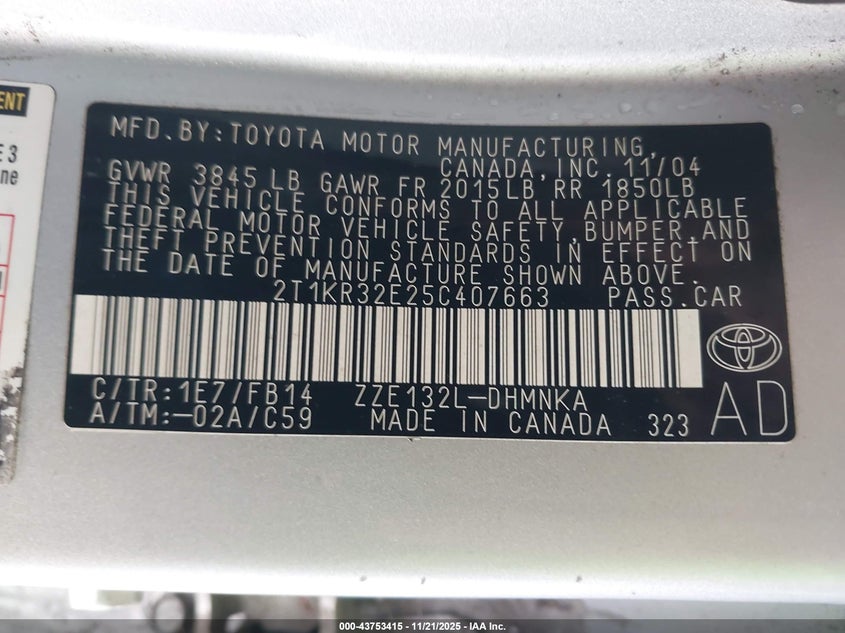 ENT
E 3
ne
MFD.BY:TOYOTA MOTOR MANUFACTURING,
CANADA,INC. 11/04
GVWR 3845 LB GAWR FR 2015LB RR 1850LB
THIS VEHICLE CONFORMS TO ALL APPLICABLE
FEDERAL MOTOR VEHICLE SAFETY,BUMPER,AND
THEFT PREVENTION STANDARDS IN EFFECT ON
THE DATE OF MANUFACTURE SHOWN ABOVE.
2T1KR32E25C407663 PASS.CAR
C/TR:1E7/FB14 ZZE132L-DHMNKA
A/TM:-02A/C59 MADE IN CANADA 323
AD
000-43753415 - 11/21/2025 - ©IAA Inc.